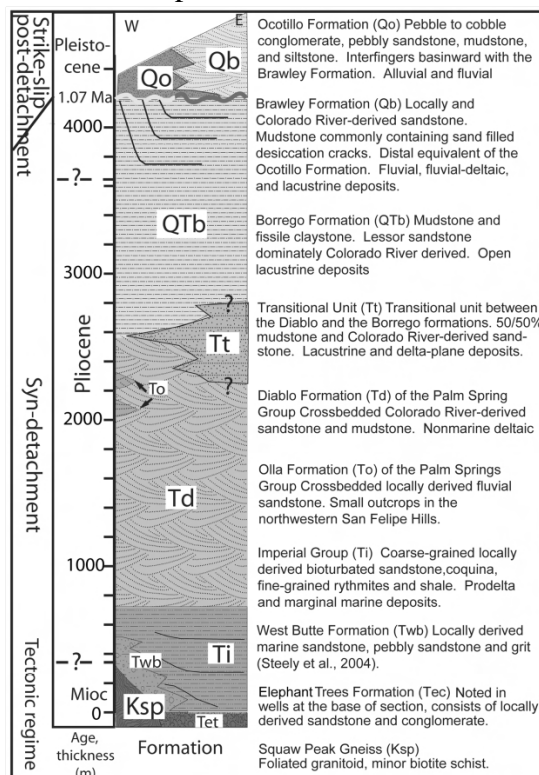 Strike-slip
post-detachment
Syn-detachment
Tectonic regime
Pleisto-
cene
1.07 Ma
4000
-?-
3000
Pliocene
2000
1000
-?-
Mioc
0
Age,
thickness
(m)
W
E
Qb
Qo
QTb
?
Tt
To
?
Td
Ti
Twb
Ksp
Tet
Formation
Ocotillo Formation (Qo) Pebble to cobble
conglomerate, pebbly sandstone, mudstone,
and siltstone. Interfingers basinward with the
Brawley Formation. Alluvial and fluvial
Brawley Formation (Qb) Locally and
Colorado River-derived sandstone.
Mudstone commonly containing sand filled
desiccation cracks. Distal equivalent of the
Ocotillo Formation. Fluvial, fluvial-deltaic,
and lacustrine deposits.
Borrego Formation (QTb) Mudstone and
fissile claystone. Lessor sandstone
dominately Colorado River derived. Open
lacustrine deposits
Transitional Unit (Tt) Transitional unit between
the Diablo and the Borrego formations. 50/50%
mudstone and Colorado River-derived sand-
stone. Lacustrine and delta-plane deposits.
Diablo Formation (Td) of the Palm Spring
Group Crossbedded Colorado River-derived
sandstone and mudstone. Nonmarine deltaic
Olla Formation (To) of the Palm Springs
Group Crossbedded locally derived fluvial
sandstone. Small outcrops in the
northwestern San Felipe Hills.
Imperial Group (Ti) Coarse-grained locally
derived bioturbated sandstone,coquina,
fine-grained rythmites and shale. Prodelta
and marginal marine deposits.
West Butte Formation (Twb) Locally derived
marine sandstone, pebbly sandstone and grit
(Steely et al., 2004).
Elephant Trees Formation (Tec) Noted in
wells at the base of section, consists of locally
derived sandstone and conglomerate.
Squaw Peak Gneiss (Ksp)
Foliated granitoid, minor biotite schist.